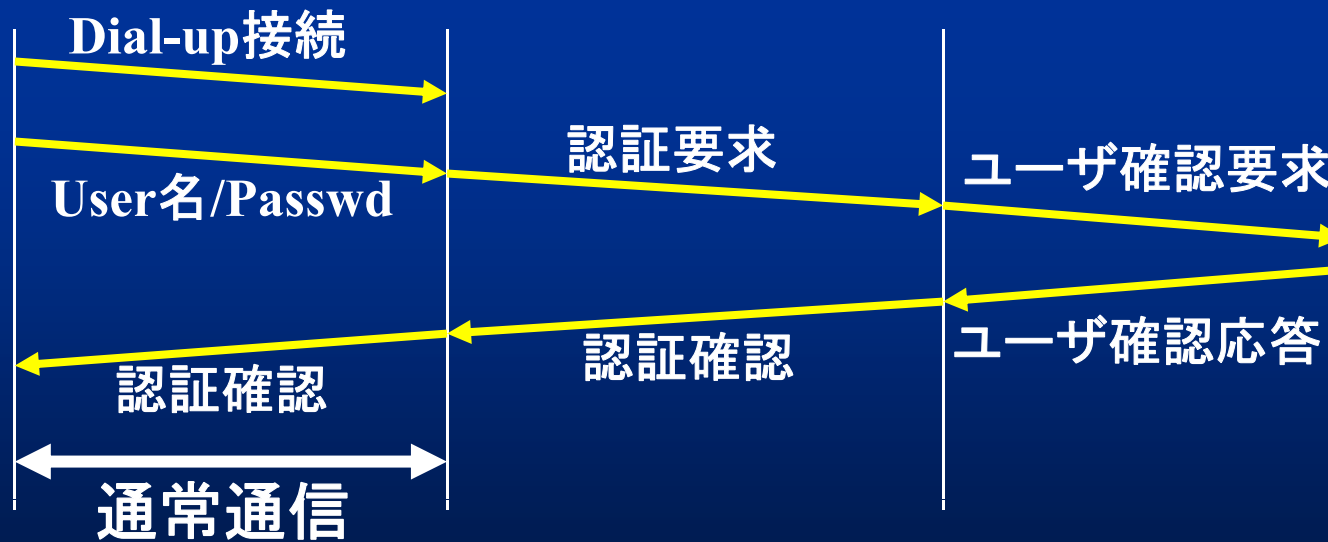 Dial-up接続
User名/Passwd
認証要求
ユーザ確認要求
ユーザ確認応答
認証確認
認証確認
通常通信